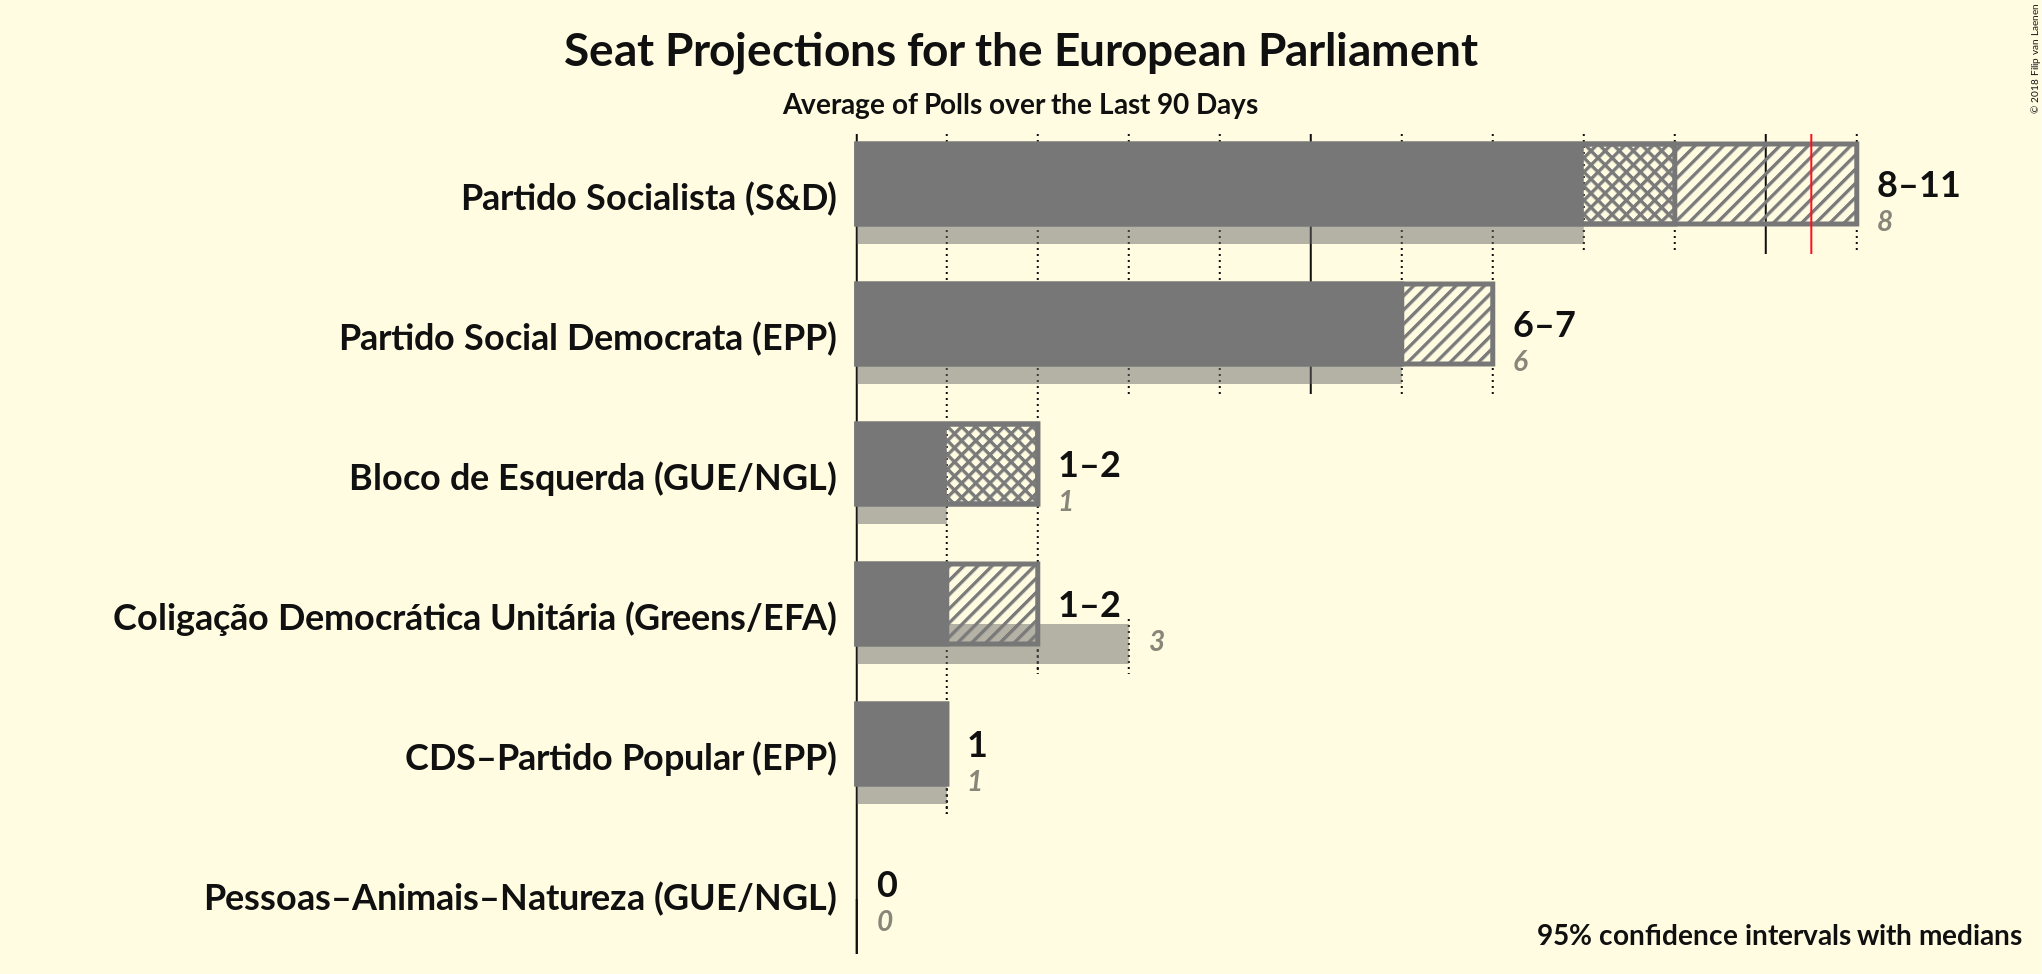 Seat Projections for the European Parliament
Average of Polls over the Last 90 Days
© 2018 Filip van Laenen
Partido Socialista (S&D)
8–11
8
Partido Social Democrata (EPP)
6–7
6
Bloco de Esquerda (GUE/NGL)
1–2
1
Coligação Democrática Unitária (Greens/EFA)
1–2
3
CDS–Partido Popular (EPP)
1
1
Pessoas–Animais–Natureza (GUE/NGL)
0
0
95% confidence intervals with medians